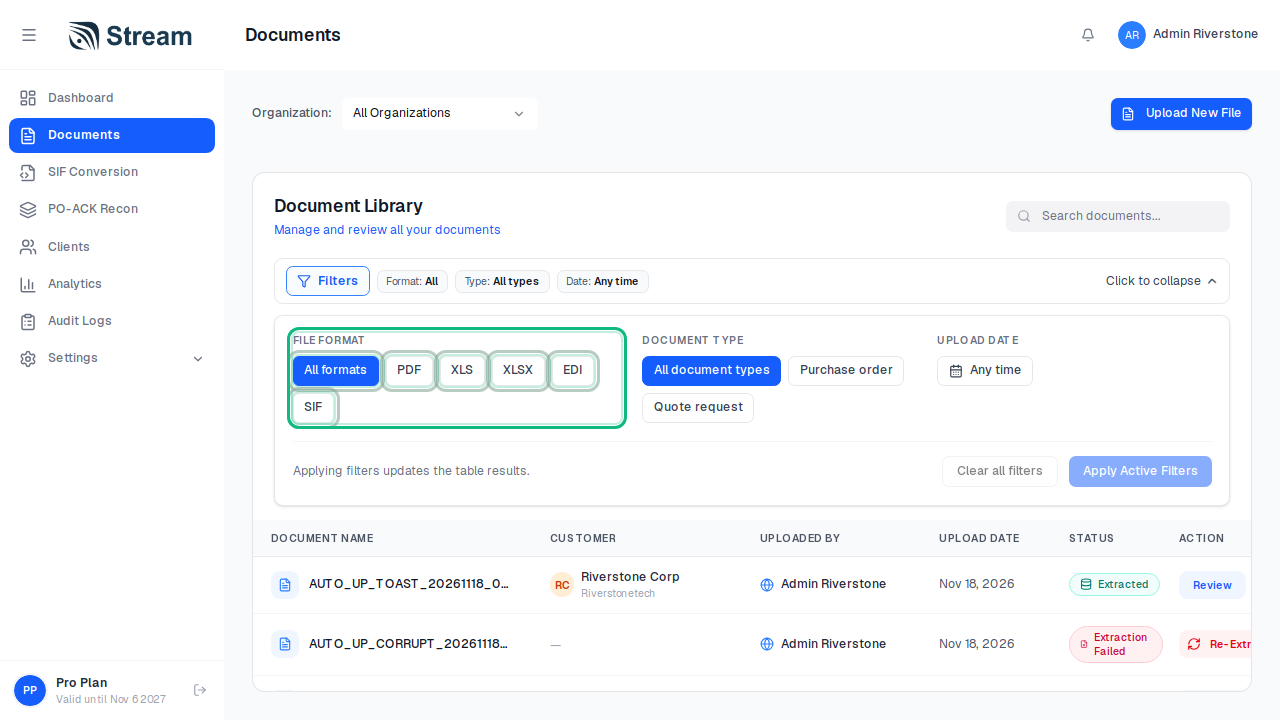 Stream
Documents
AR
Admin Riverstone
Dashboard
Documents
SIF Conversion
PO-ACK Recon
Clients
Analytics
Audit Logs
Settings
PP
Pro Plan
Valid until Nov 6 2027
Organization:
All Organizations
Upload New File
Document Library
Manage and review all your documents
Search documents...
Filters
Format: All
Type: All types
Date: Any time
Click to collapse
FILE FORMAT
All formats
PDF
XLS
XLSX
EDI
SIF
DOCUMENT TYPE
All document types
Purchase order
Quote request
UPLOAD DATE
Any time
Applying filters updates the table results.
Clear all filters
Apply Active Filters
DOCUMENT NAME
CUSTOMER
UPLOADED BY
UPLOAD DATE
STATUS
ACTION
AUTO_UP_TOAST_20261118_0...
RC
Riverstone Corp
Riverstonetech
Admin Riverstone
Nov 18, 2026
Extracted
Review
AUTO_UP_CORRUPT_20261118...
—
Admin Riverstone
Nov 18, 2026
Extraction
Failed
Re-Extr